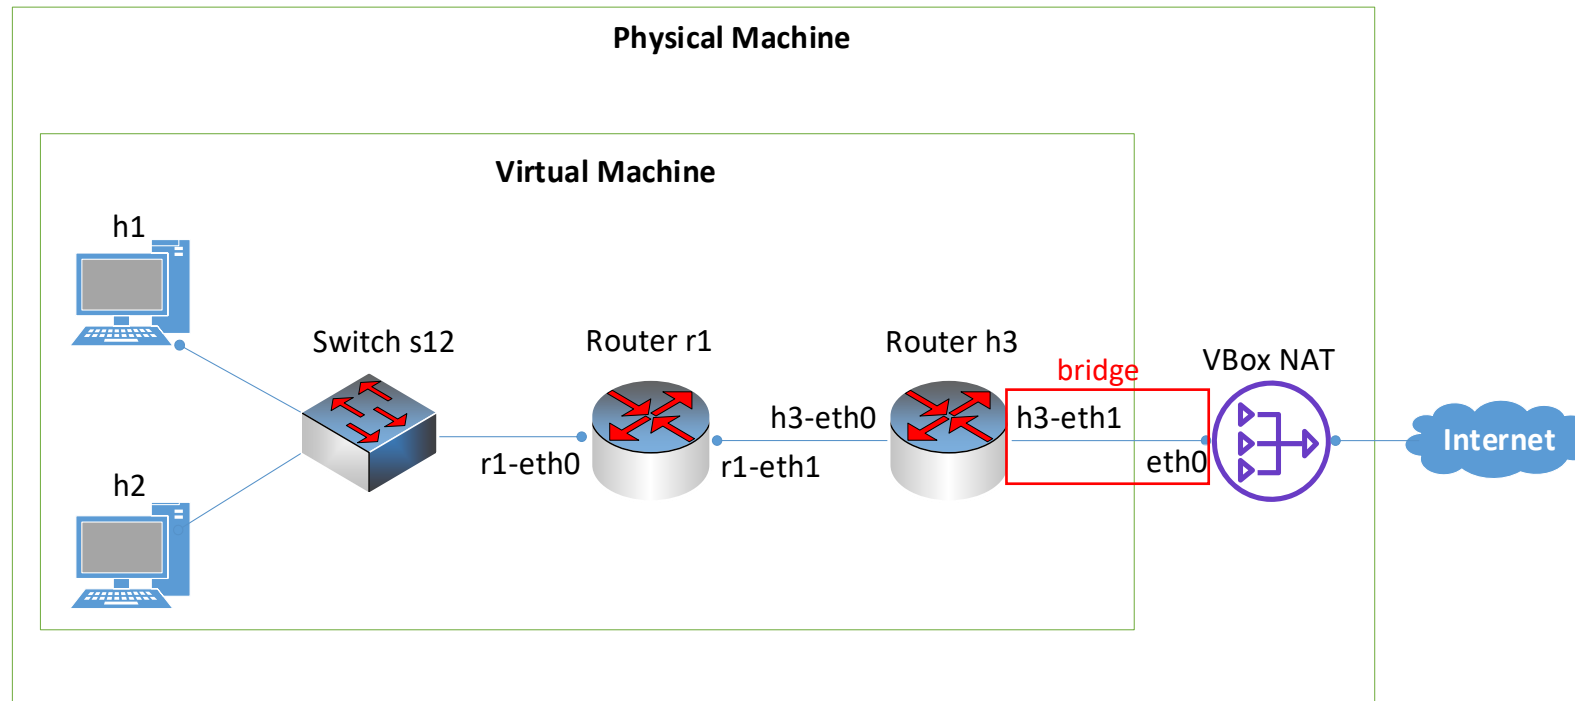 Physical Machine
Virtual Machine
h1
Switch s12
Router r1
Router h3
VBox NAT
bridge
h3-eth0
h3-eth1
Internet
r1-eth0
r1-eth1
eth0
h2